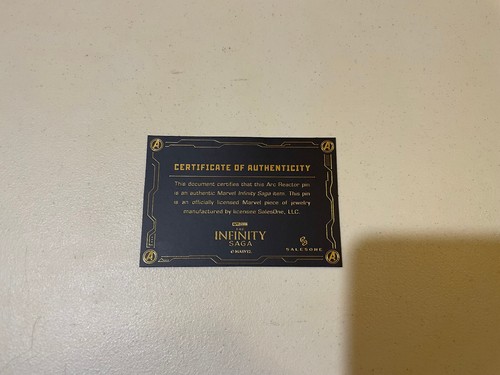 CERTIFICATE OF AUTHENTICITY
This document certifies that this Arc Reactor pin
is an authentic Marvel Infinity Saga item. This pin
is an officially licensed Marvel piece of jewelry
manufactured by licensee SalesOne, LLC.
INFINITY
SAGA
© MARVEL
SALESONE